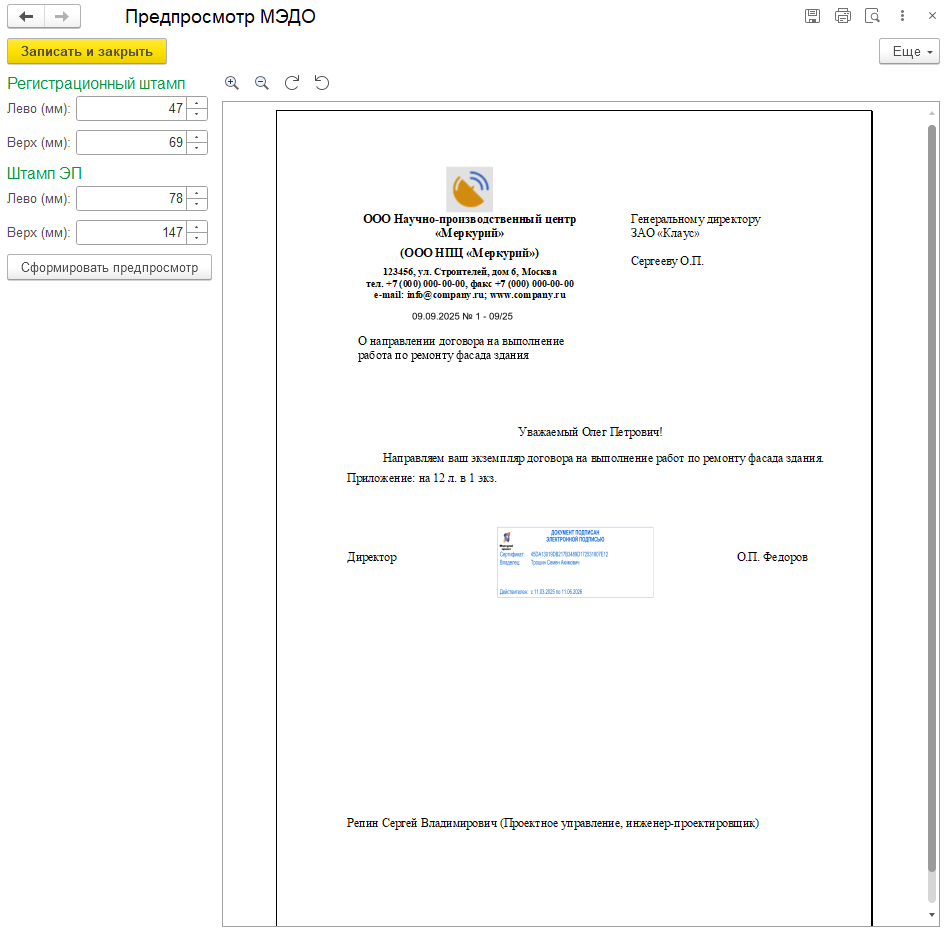 Предпросмотр МЭДО
Записать и закрыть
Еще
Регистрационный штамп
Лево (мм): 47
Верх (мм): 69
Штамп ЭП
Лево (мм): 78
Верх (мм): 147
Сформировать предпросмотр
ООО Научно-производственный центр
«Меркурий»
(ООО НПЦ «Меркурий»)
123456, ул. Строителей, дом 6, Москва
тел. +7 (000) 000-00-00, факс +7 (000) 000-00-00
e-mail: info@company.ru; www.company.ru
Генеральному директору
ЗАО «Клаус»
Сергееву О.П.
09.09.2025 № 1 - 09/25
О направлении договора на выполнение
работа по ремонту фасада здания
Уважаемый Олег Петрович!
Направляем ваш экземпляр договора на выполнение работ по ремонту фасада здания.
Приложение: на 12 л. в 1 экз.
Директор
ДОКУМЕНТ ПОДПИСАН
ЭЛЕКТРОННОЙ ПОДПИСЬЮ
Сертификат:
Владелец: Трошин Семен Акимович
Действителен: с 11.03.2025 по 11.06.2026
О.П. Федоров
Репин Сергей Владимирович (Проектное управление, инженер-проектировщик)